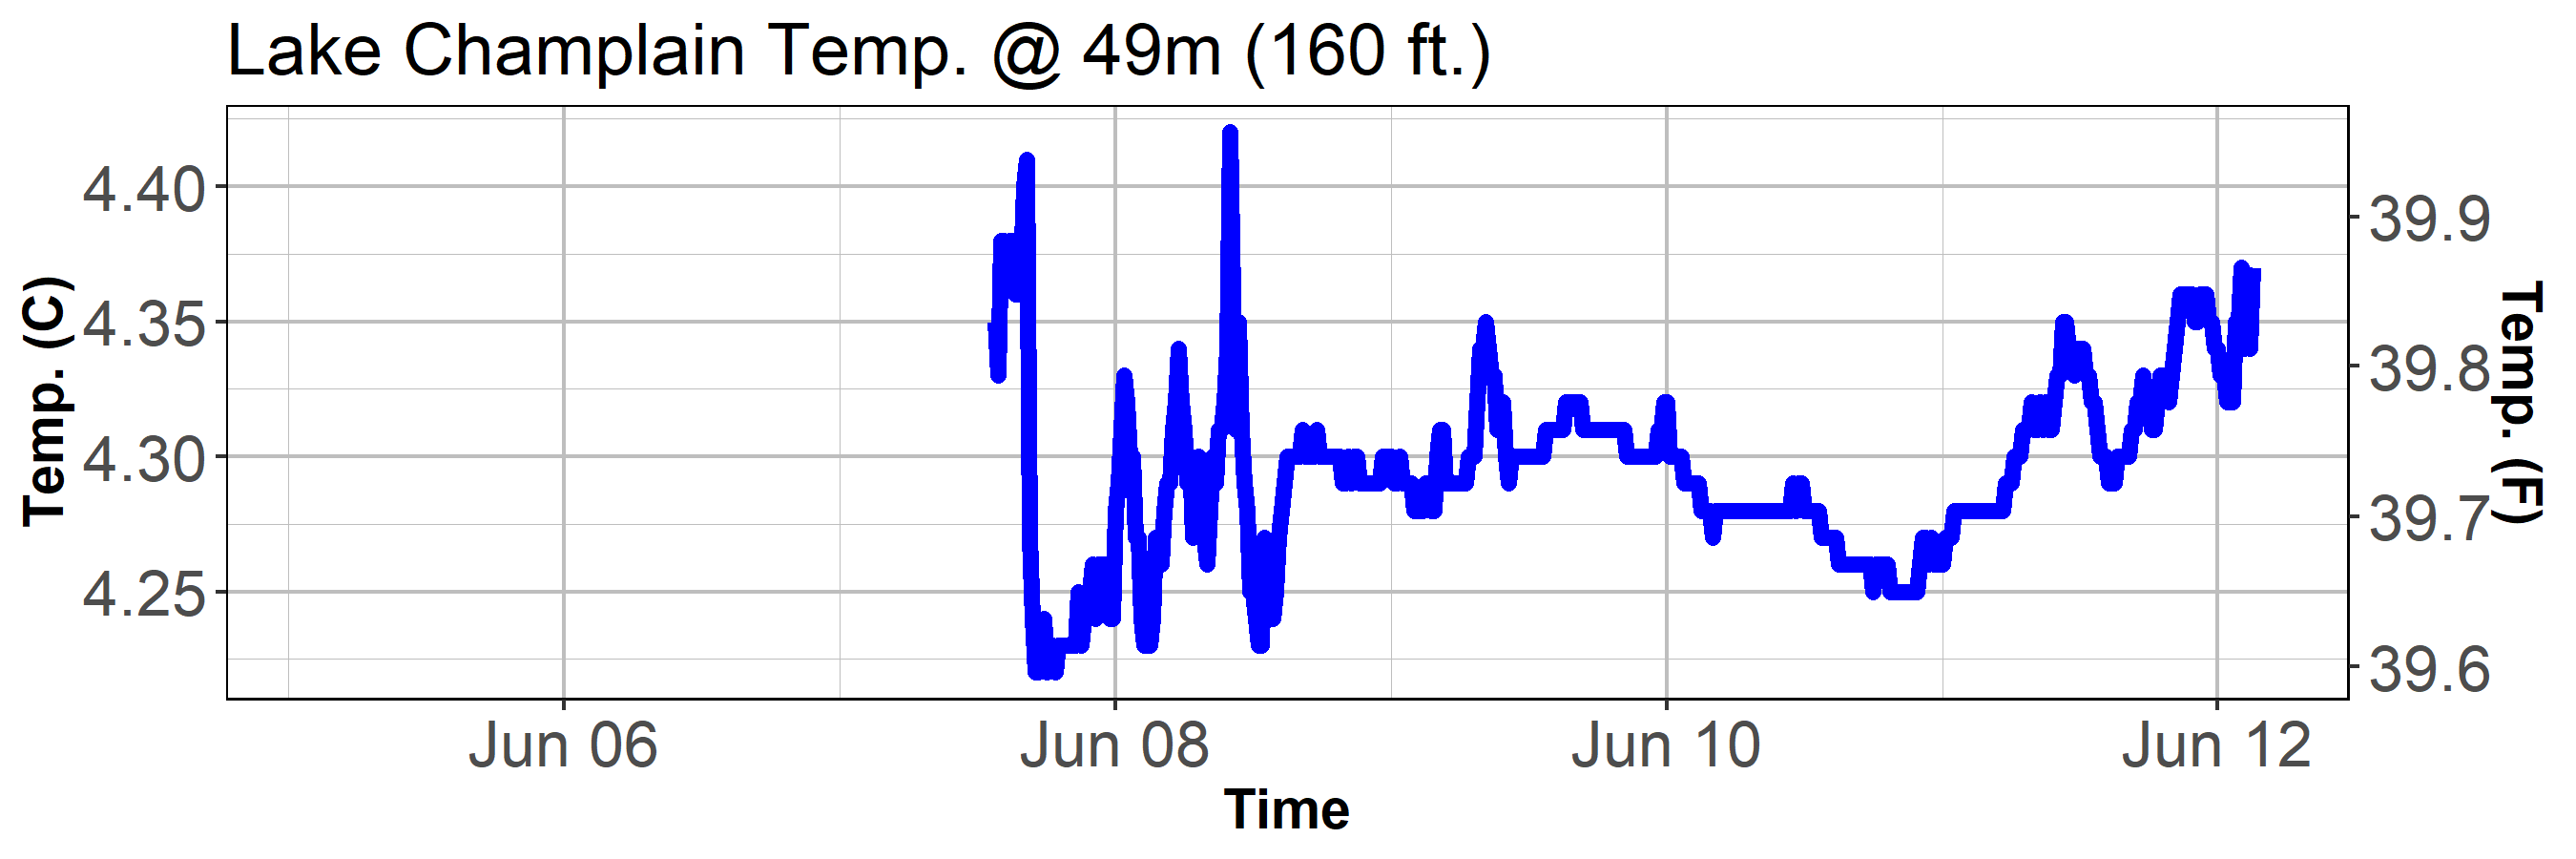 Lake Champlain Temp. @ 49m (160 ft.)
Temp. (C)
4.40
4.35
4.30
4.25
39.9
39.8
39.7
39.6
Temp. (F)
Jun 06 Jun 08 Jun 10 Jun 12
Time